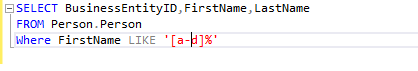 SELECT BusinessEntityID,FirstName,LastName
FROM Person.Person
Where FirstName LIKE '[a-d]%'